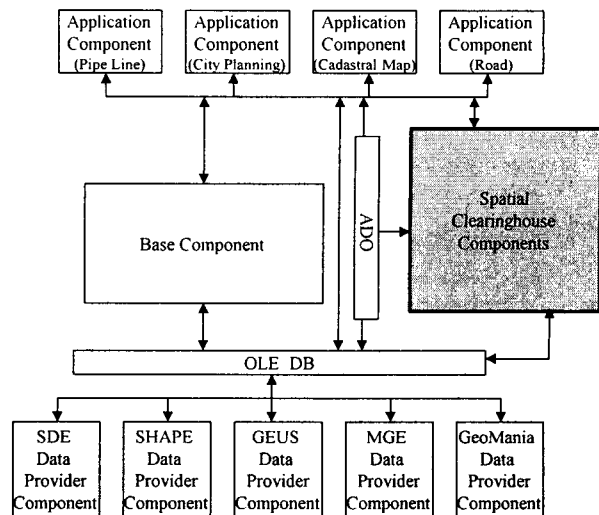 Application
Component
(Pipe Line)
Application
Component
(City Planning)
Application
Component
(Cadastral Map)
Application
Component
(Road)
Base Component
ADO
Spatial
Clearinghouse
Components
OLE DB
SDE
Data
Provider
Component
SHAPE
Data
Provider
Component
GEUS
Data
Provider
Component
MGE
Data
Provider
Component
GeoMania
Data
Provider
Component